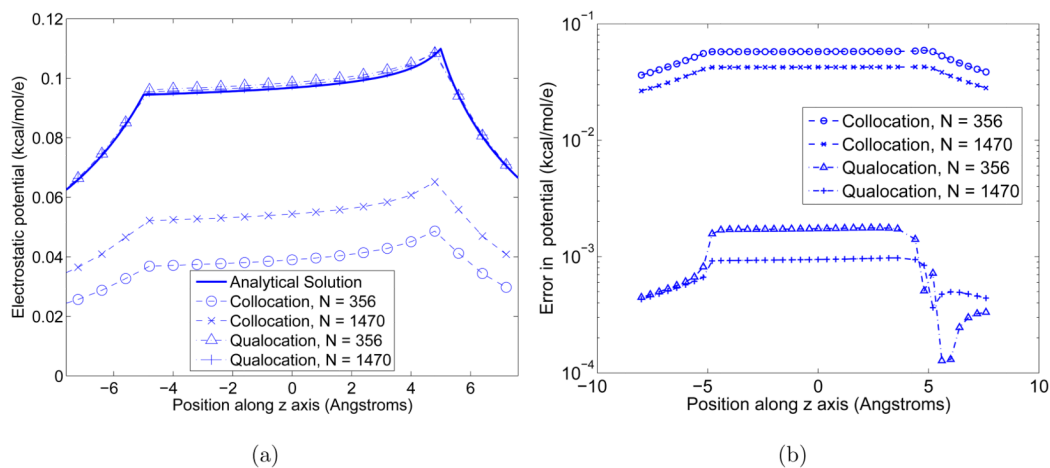 0.12
0.1
0.08
0.06
0.04
0.02
0
Electrostatic potential (kcal/mol/e)
Analytical Solution
Collocation, N = 356
Collocation, N = 1470
Qualocation, N = 356
Qualocation, N = 1470
−6 −4 −2 0 2 4 6
Position along z axis (Angstroms)
(a)
10⁻¹
10⁻²
10⁻³
10⁻⁴
Error in potential (kcal/mol/e)
Collocation, N = 356
Collocation, N = 1470
Qualocation, N = 356
Qualocation, N = 1470
−10 −5 0 5 10
Position along z axis (Angstroms)
(b)